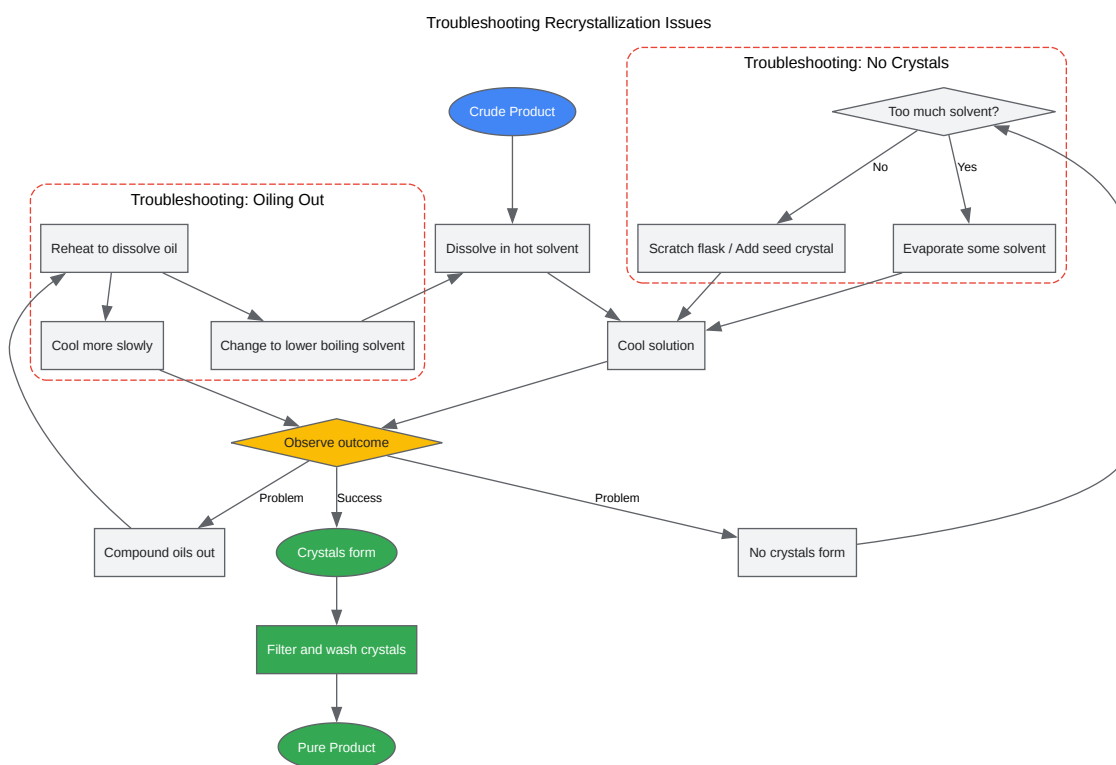 Troubleshooting Recrystallization Issues
Troubleshooting: No Crystals
Crude Product
Too much solvent?
No
Yes
Troubleshooting: Oiling Out
Reheat to dissolve oil
Dissolve in hot solvent
Scratch flask / Add seed crystal
Evaporate some solvent
Cool more slowly
Change to lower boiling solvent
Cool solution
Observe outcome
Problem
Success
Problem
Compound oils out
Crystals form
No crystals form
Filter and wash crystals
Pure Product